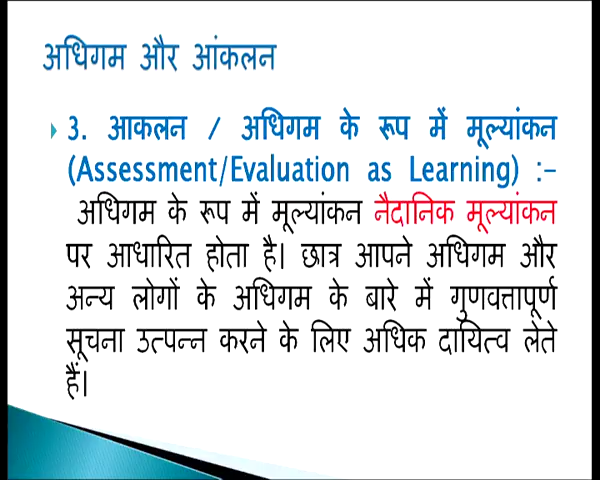 अधिगम और आंकलन
3. आकलन / अधिगम के रूप में मूल्यांकन
(Assessment/Evaluation as Learning) :-
अधिगम के रूप में मूल्यांकन नैदानिक मूल्यांकन
पर आधारित होता है। छात्र आपने अधिगम और
अन्य लोगों के अधिगम के बारे में गुणवत्तापूर्ण
सूचना उत्पन्न करने के लिए अधिक दायित्व लेते
हैं।